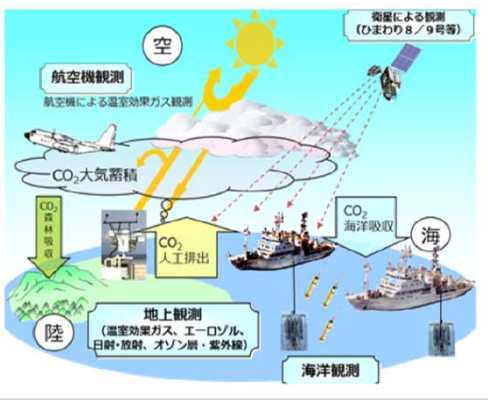 衛星による観測
(ひまわり8/9号等)
空
航空機観測
航空機による温室効果ガス観測
CO2大気蓄積
CO2
森林吸収
CO2
人工排出
CO2
海洋吸収
海
陸
地上観測
(温室効果ガス、エーロゾル、
日射・放射、オゾン層・紫外線)
海洋観測